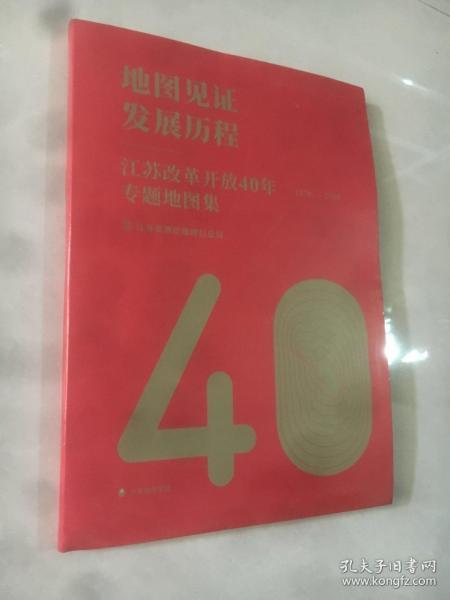 地图见证
发展历程
江苏改革开放40年
专题地图集
40
孔夫子旧书网
www.kongfz.com